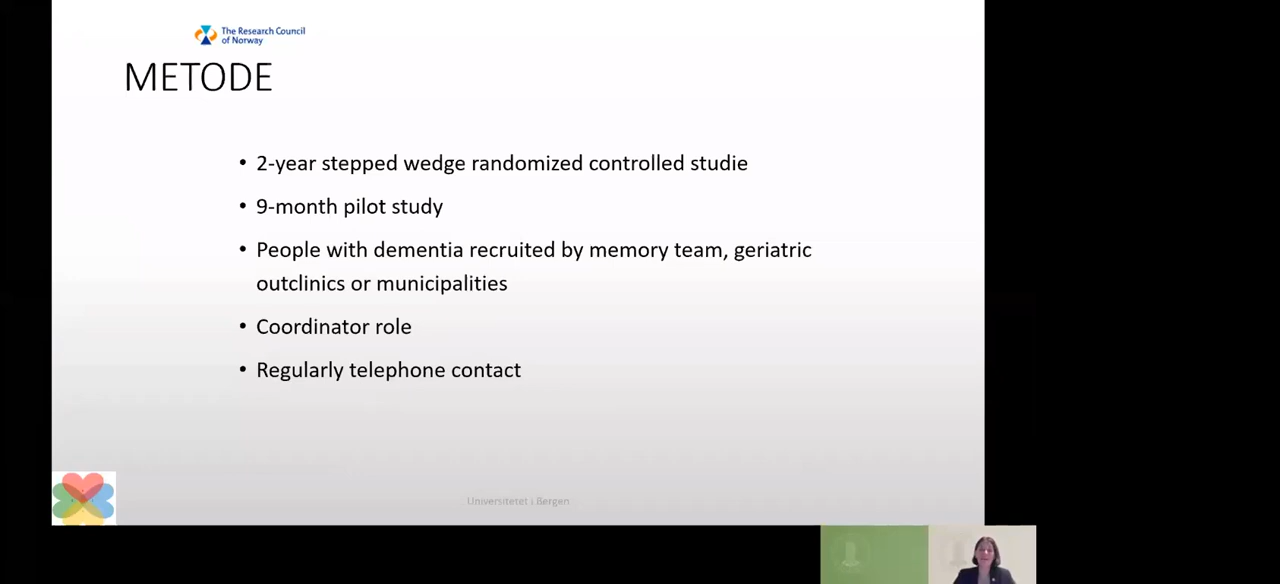 The Research Council
of Norway
METODE
• 2-year stepped wedge randomized controlled studie
• 9-month pilot study
• People with dementia recruited by memory team, geriatric
outclinics or municipalities
• Coordinator role
• Regularly telephone contact
Universitetet i Bergen